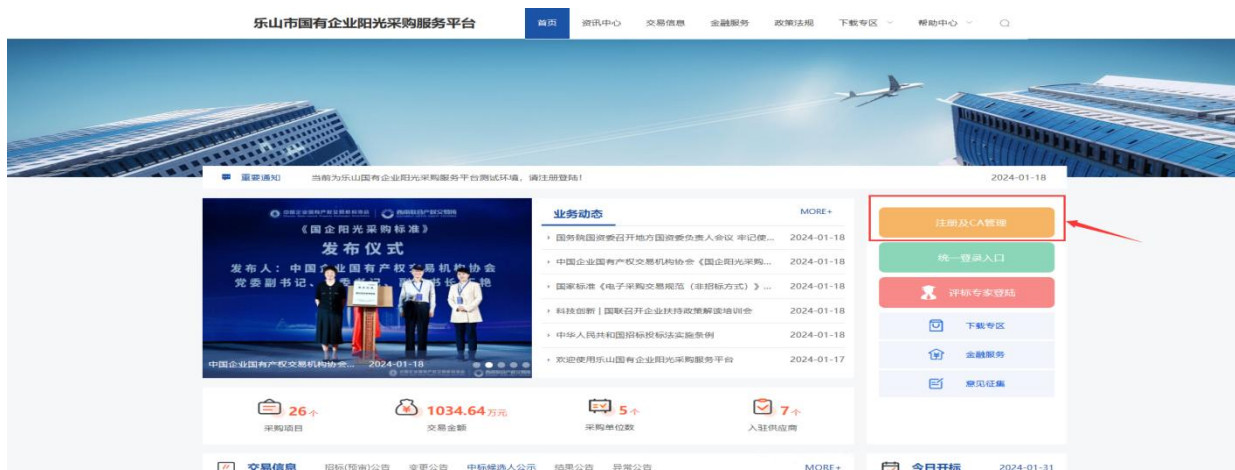 乐山市国有企业阳光采购服务平台
首页 资讯中心 交易信息 金融服务 政策法规 下载专区 帮助中心
重要通知 当前为乐山国有企业阳光采购服务平台测试环境，请注册登陆！ 2024-01-18
《国企阳光采购标准》
发布仪式
发布人：中国企业国有产权交易机构协会
党委副书记、
中国企业国有产权交易机构协会... 2024-01-18
业务动态 MORE+
国务院国资委召开地方国资委负责人会议 牢记使... 2024-01-18
中国企业国有产权交易机构协会《国企阳光采购... 2024-01-18
国家标准《电子采购交易规范（非招标方式）》... 2024-01-18
科技创新 | 国联召开企业扶持政策解读培训会 2024-01-18
中华人民共和国招标投标法实施条例 2024-01-18
欢迎使用乐山国有企业阳光采购服务平台 2024-01-17
注册及CA管理
统一登录入口
评标专家登陆
下载专区
金融服务
意见征集
26个
采购项目
1034.64万元
交易金额
5个
采购单位数
7个
入驻供应商
交易信息 招标(预审)公告 变更公告 中标候选人公示 结果公告 异常公告 MORE+
今日开标 2024-01-31